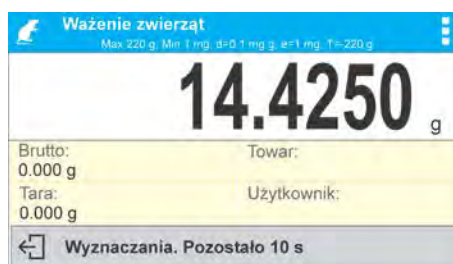 Ważenie zwierząt
Max 220 g, Min 1 mg, d=0.1 mg g, e=1 mg, T=-220 g
14.4250 g
Brutto: Towar:
0.000 g
Tara: Użytkownik:
0.000 g
Wyznaczania. Pozostało 10 s